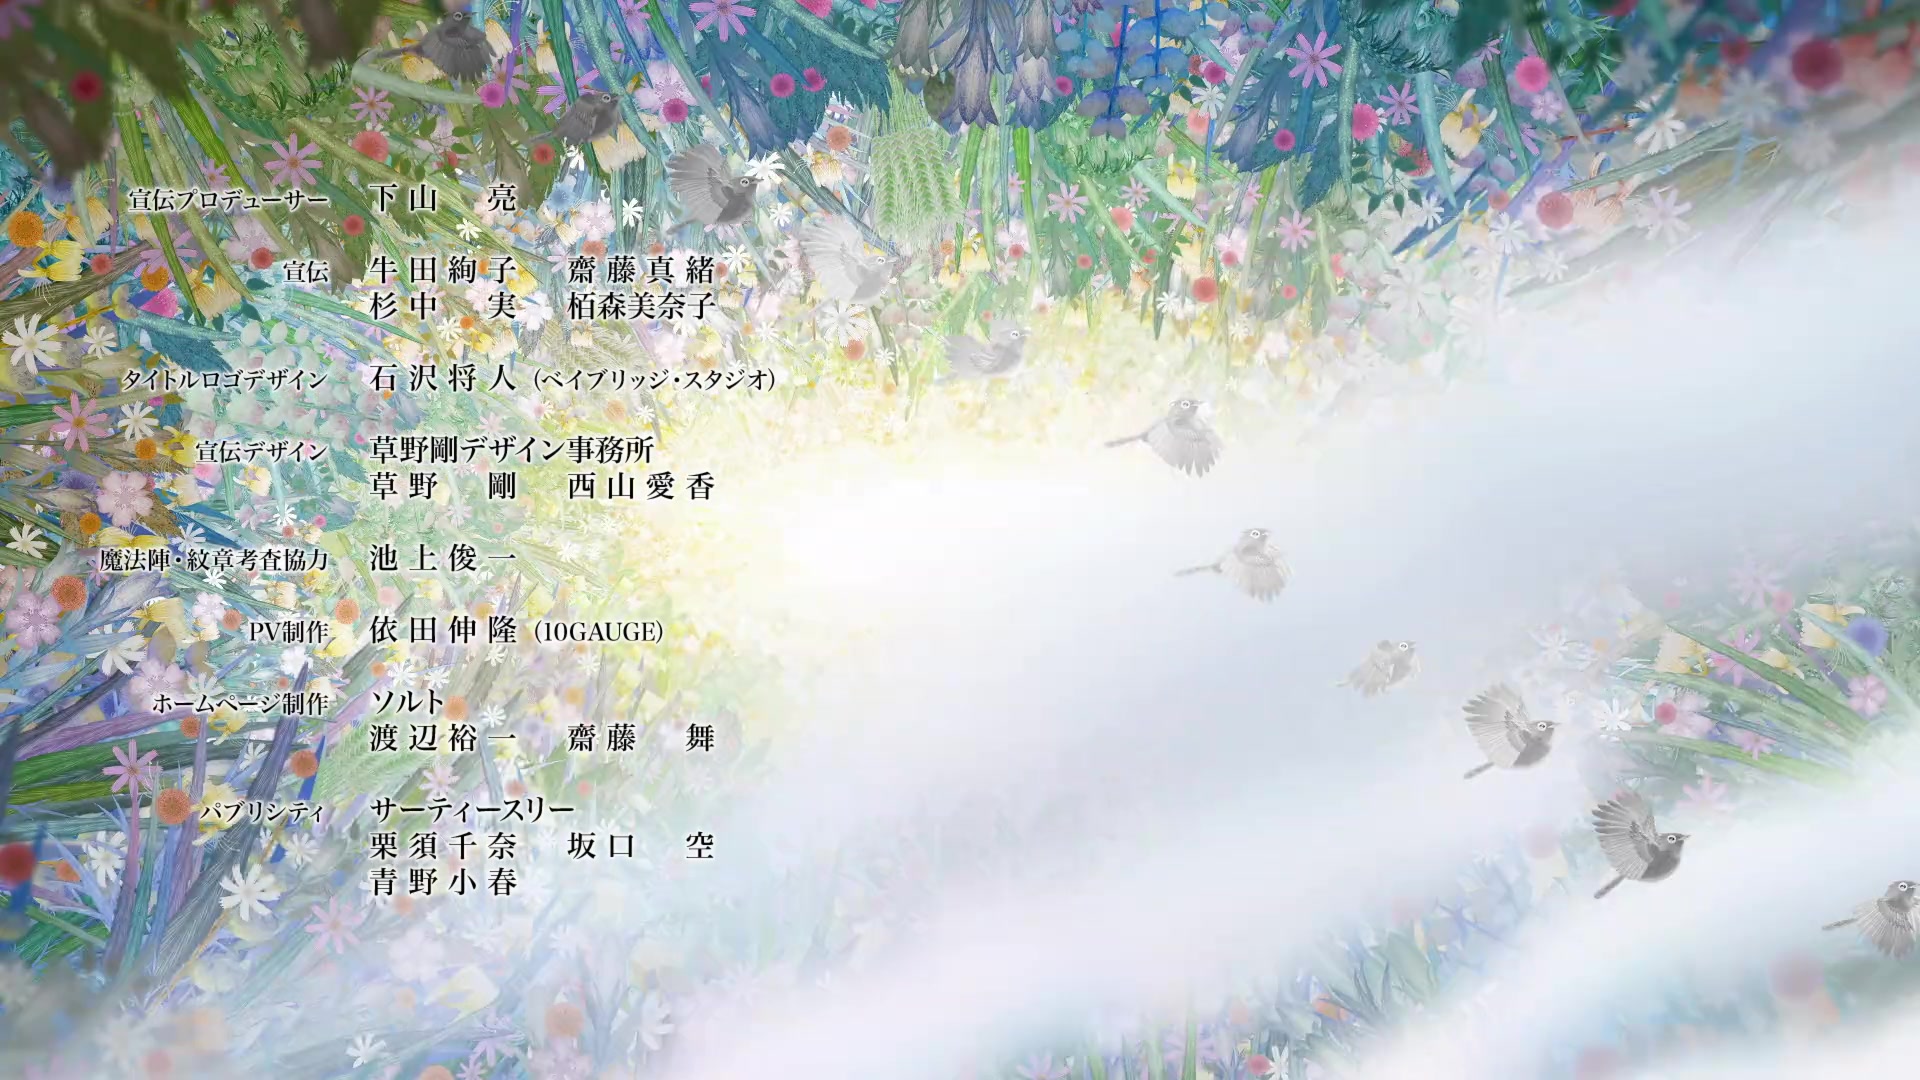 宣伝プロデューサー 下山 亮
宣伝 牛田絢子 齋藤真緒
杉中 実 栢森美奈子
タイトルロゴデザイン 石沢将人 (ベイブリッジ・スタジオ)
宣伝デザイン 草野剛デザイン事務所
草野 剛 西山愛香
魔法陣・紋章考査協力 池上俊一
PV制作 依田伸隆 (10GAUGE)
ホームページ制作 ソルト
渡辺裕一 齋藤 舞
パブリシティ サーティースリー
栗須千奈 坂口 空
青野小春